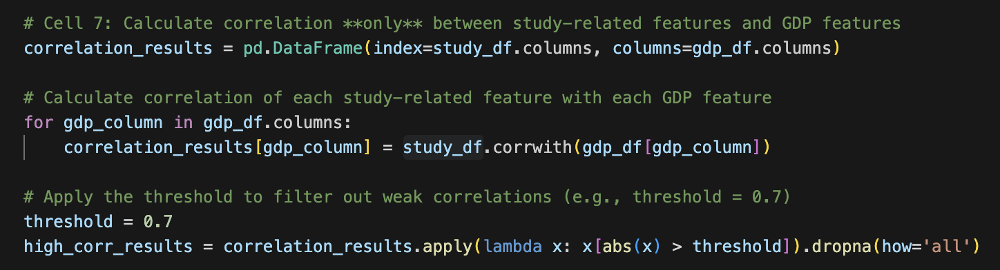 # Cell 7: Calculate correlation **only** between study-related features and GDP features
correlation_results = pd.DataFrame(index=study_df.columns, columns=gdp_df.columns)
# Calculate correlation of each study-related feature with each GDP feature
for gdp_column in gdp_df.columns:
    correlation_results[gdp_column] = study_df.corrwith(gdp_df[gdp_column])
# Apply the threshold to filter out weak correlations (e.g., threshold = 0.7)
threshold = 0.7
high_corr_results = correlation_results.apply(lambda x: x[abs(x) > threshold]).dropna(how='all')